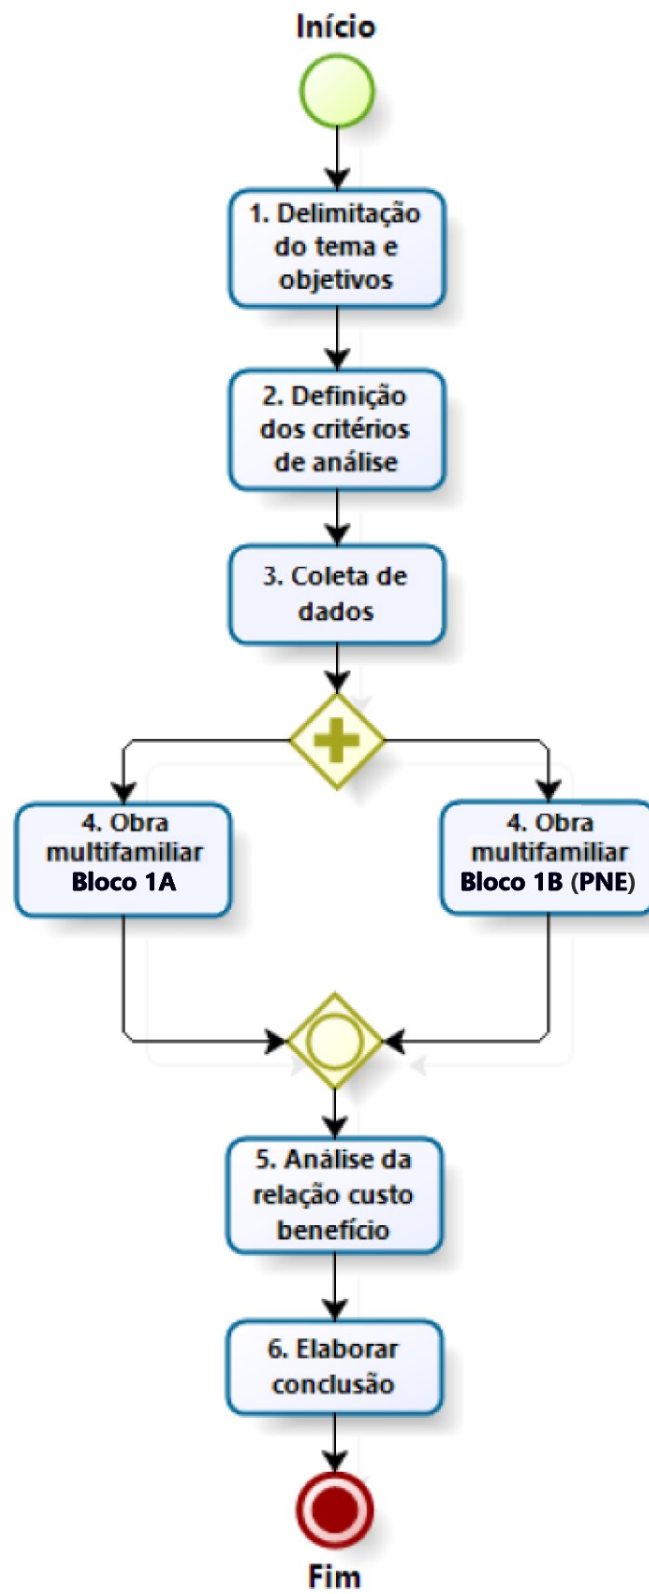 Início
1. Delimitação
do tema e
objetivos
2. Definição
dos critérios
de análise
3. Coleta de
dados
4. Obra
multifamiliar
Bloco 1A
4. Obra
multifamiliar
Bloco 1B (PNE)
5. Análise da
relação custo
benefício
6. Elaborar
conclusão
Fim